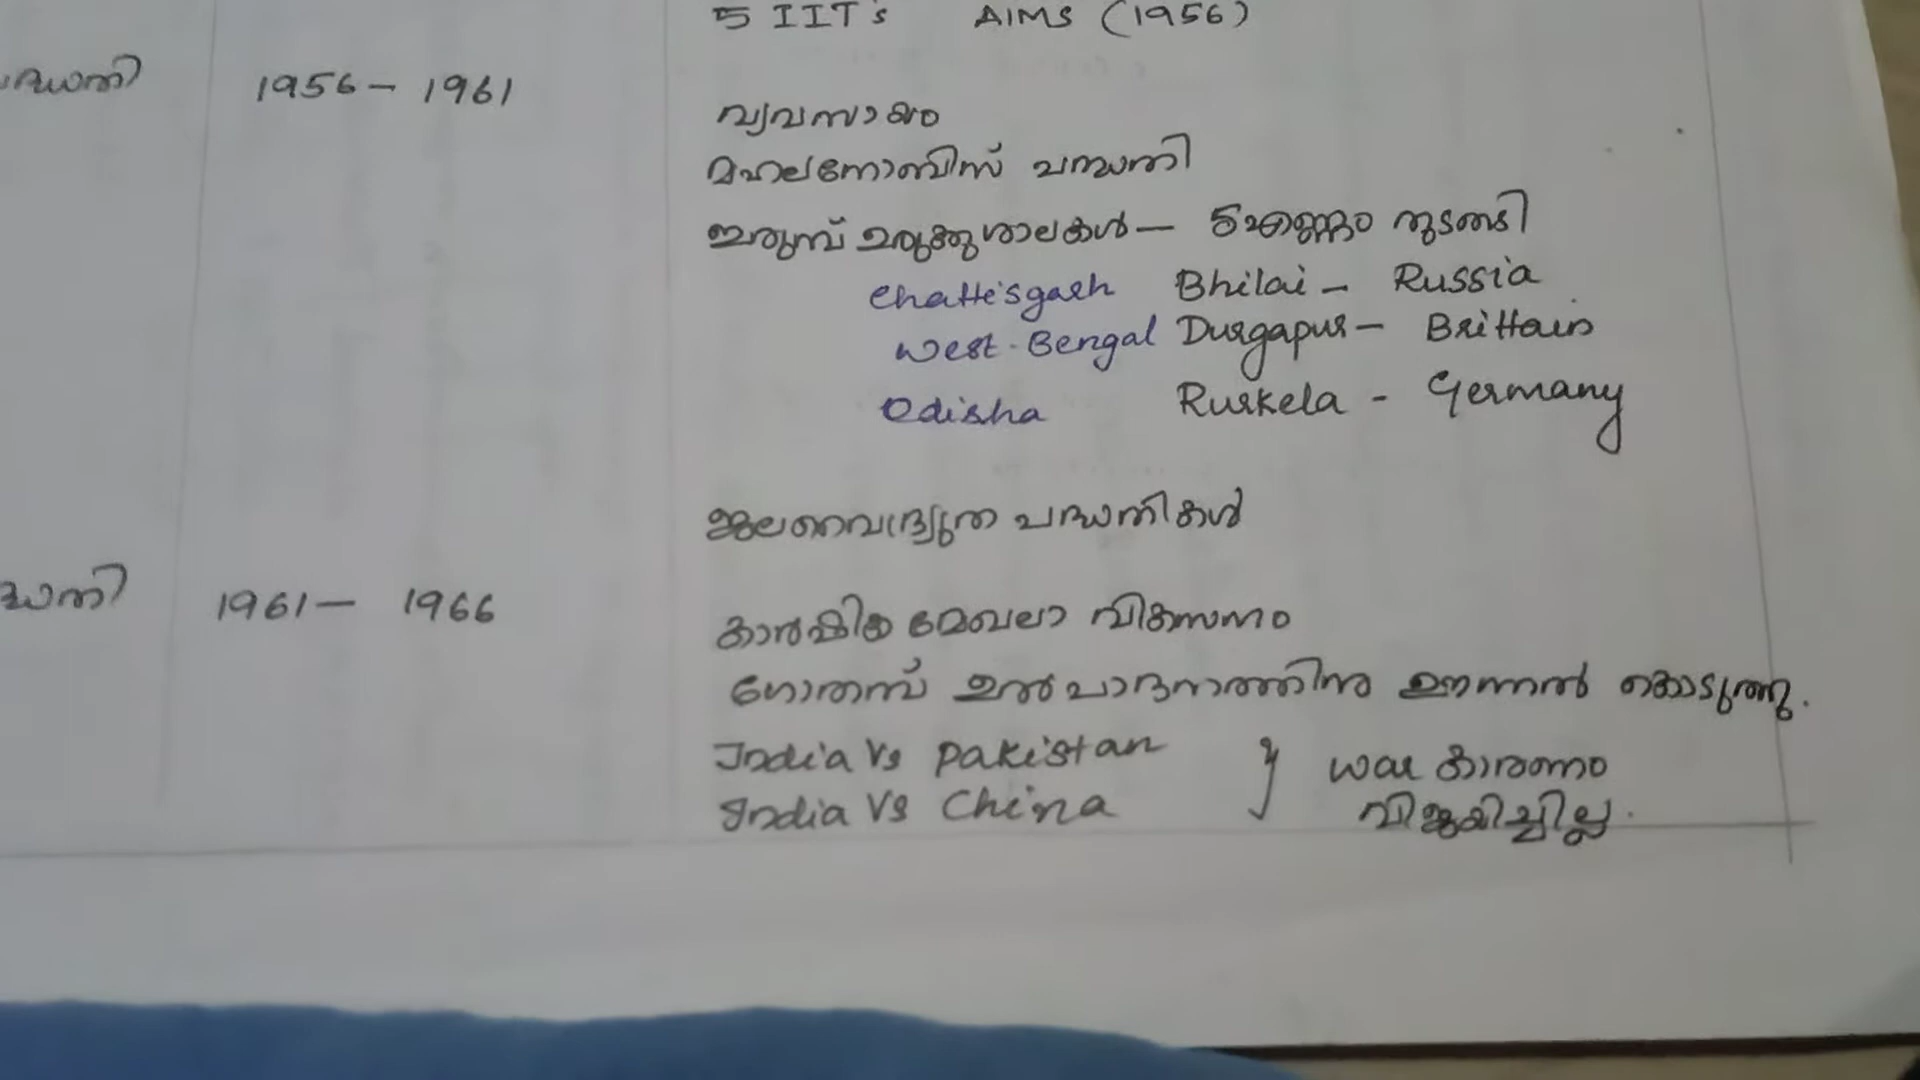 5 IIT's AIMS (1956)
1956 - 1961
വ്യവസായം
മഹലനോബിസ് പദ്ധതി
ഇരുമ്പ് ഉരുക്കുശാലകൾ - 5എണ്ണം തുടങ്ങി
Chattisgarh Bhilai - Russia
West-Bengal Durgapur - Brittain
Odisha Rurkela - Germany
ജലവൈദ്യുത പദ്ധതികൾ
1961 - 1966
കാർഷിക മേഖലാ വികസനം
ഗോതമ്പ് ഉൽപാദനത്തിനു ഊന്നൽ കൊടുത്തു.
India Vs Pakistan } War കാരണം
India Vs China വിജയിച്ചില്ല.